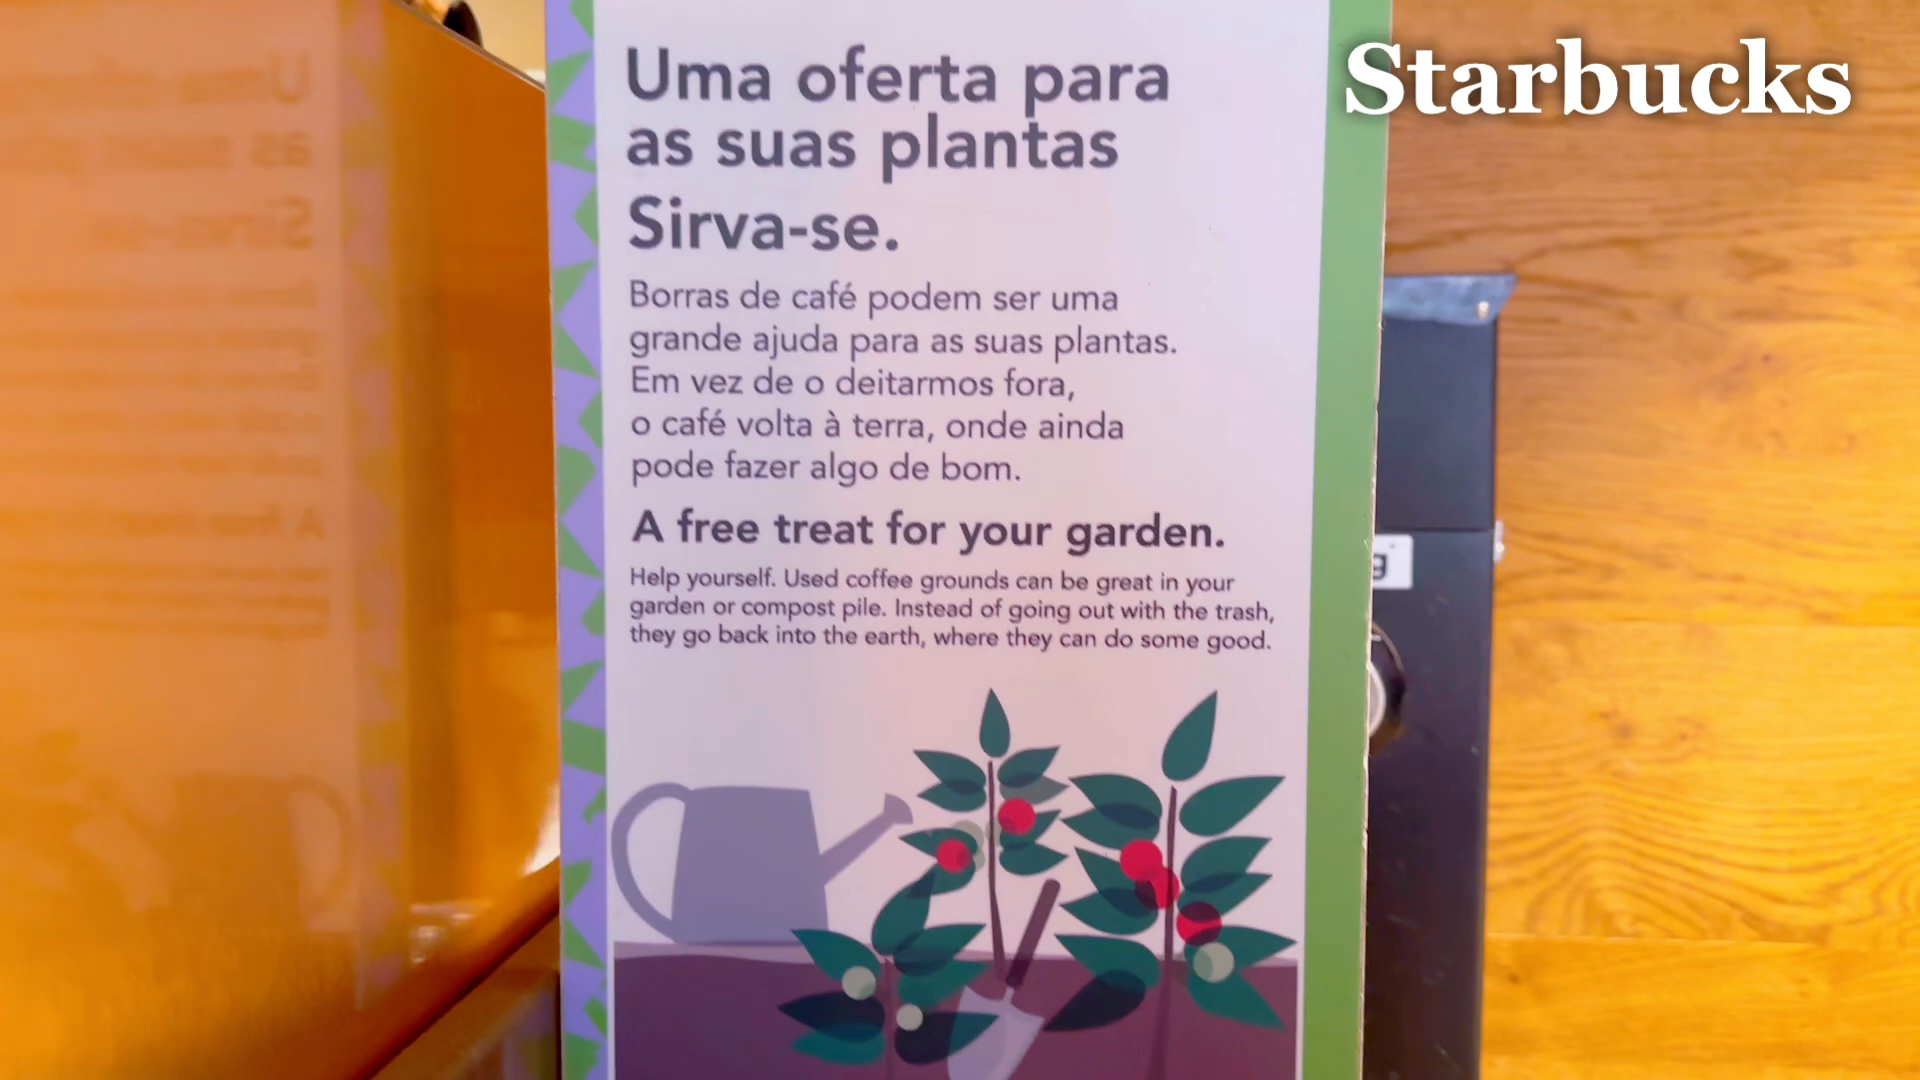 Starbucks
Uma oferta para
as suas plantas
Sirva-se.
Borras de café podem ser uma
grande ajuda para as suas plantas.
Em vez de o deitarmos fora,
o café volta à terra, onde ainda
pode fazer algo de bom.
A free treat for your garden.
Help yourself. Used coffee grounds can be great in your
garden or compost pile. Instead of going out with the trash,
they go back into the earth, where they can do some good.